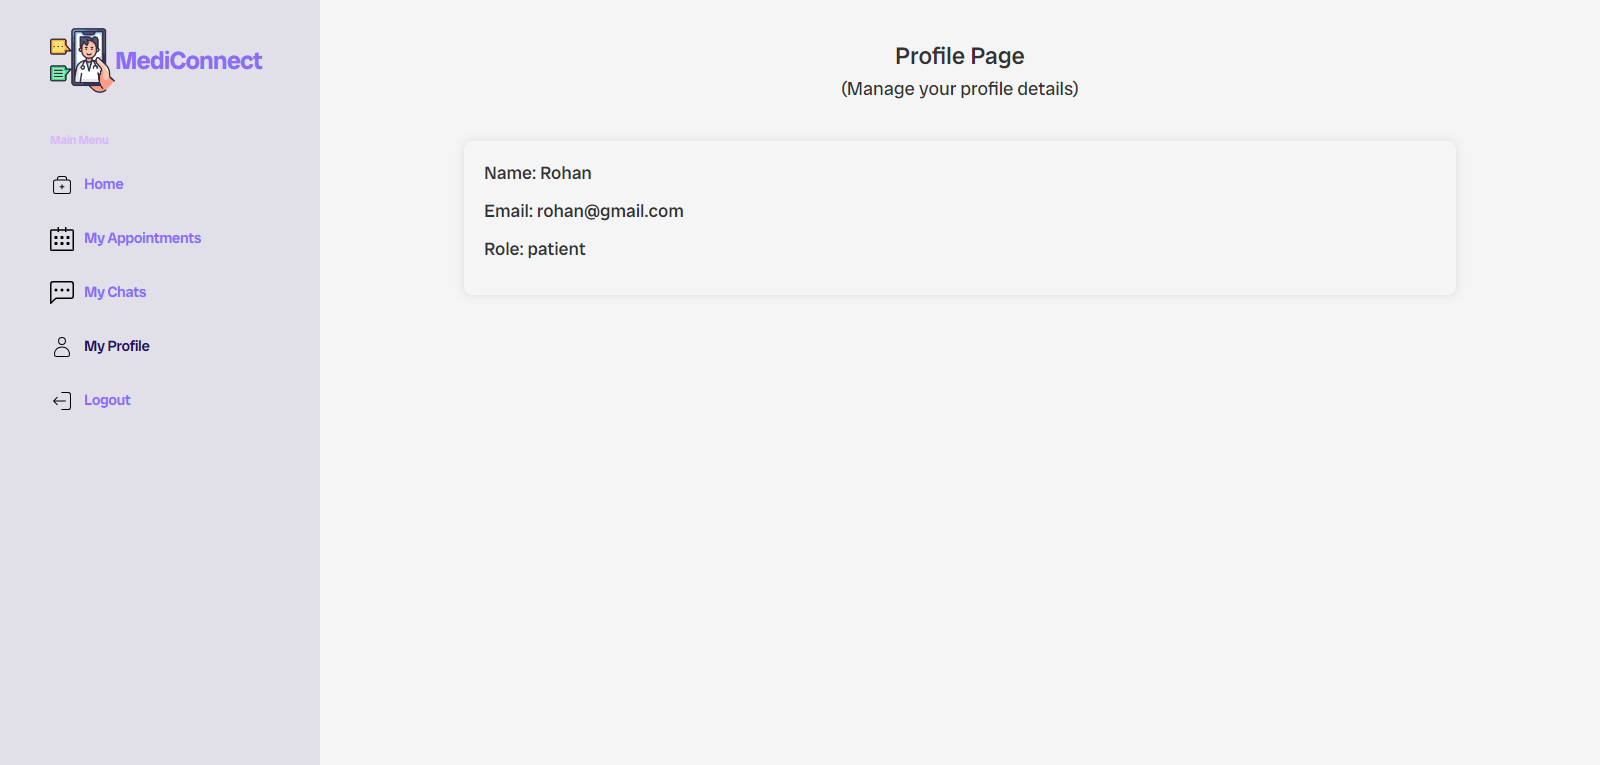 MediConnect
Main Menu
Home
My Appointments
My Chats
My Profile
Logout
Profile Page
(Manage your profile details)
Name: Rohan
Email: rohan@gmail.com
Role: patient